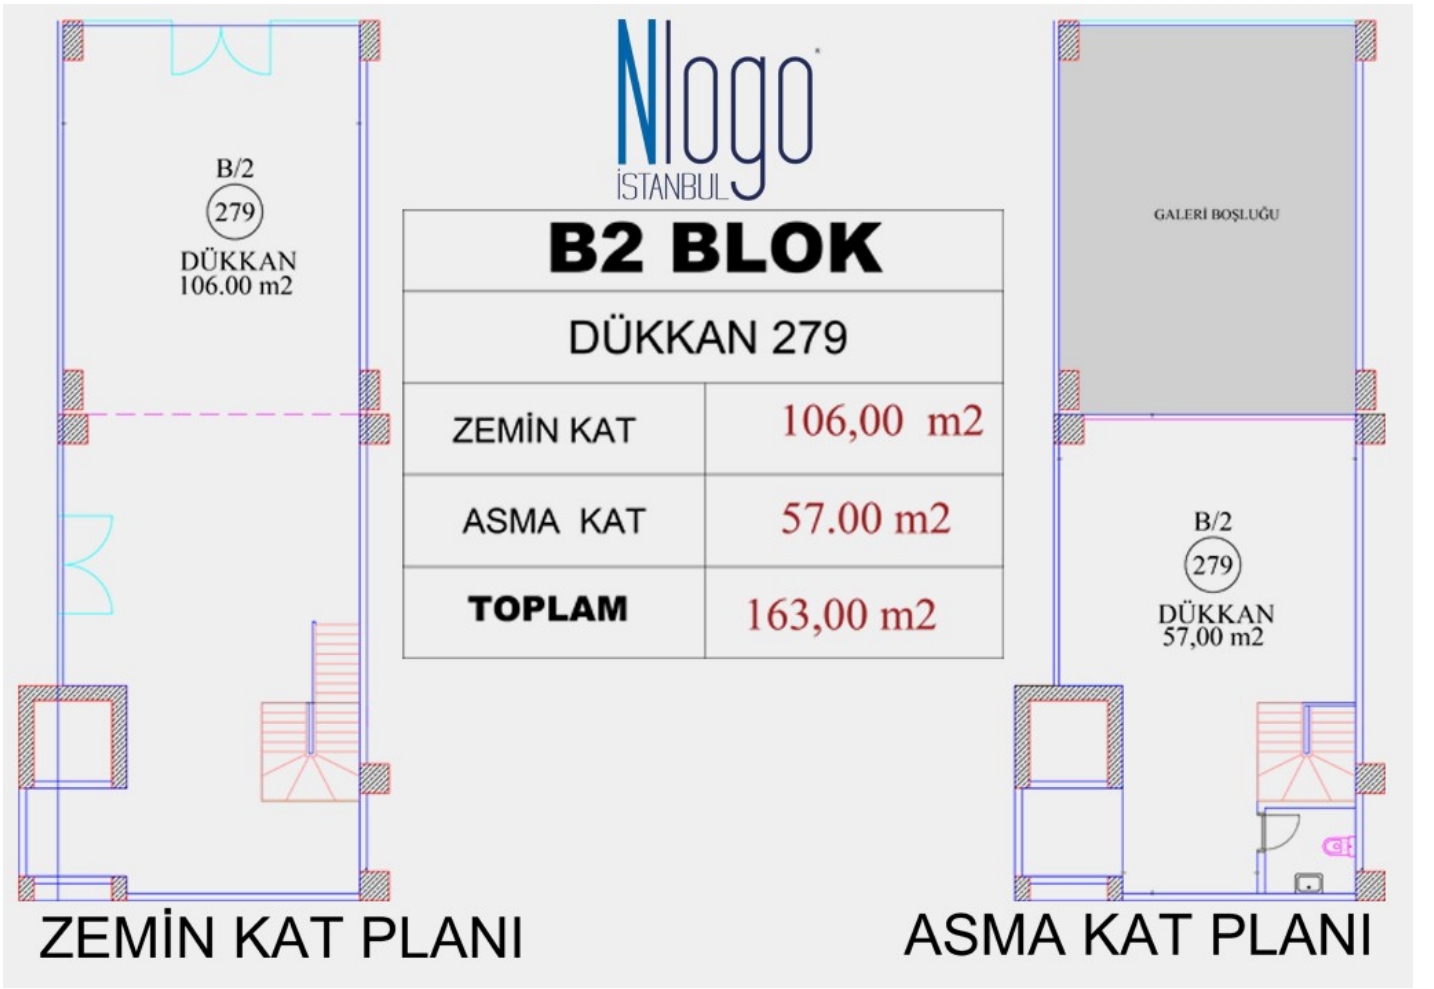 B/2
279
DÜKKAN
106.00 m2
Nlogo
İSTANBUL
B2 BLOK
DÜKKAN 279
ZEMİN KAT 106,00 m2
ASMA KAT 57.00 m2
TOPLAM 163,00 m2
GALERİ BOŞLUĞU
B/2
279
DÜKKAN
57,00 m2
ZEMİN KAT PLANI
ASMA KAT PLANI